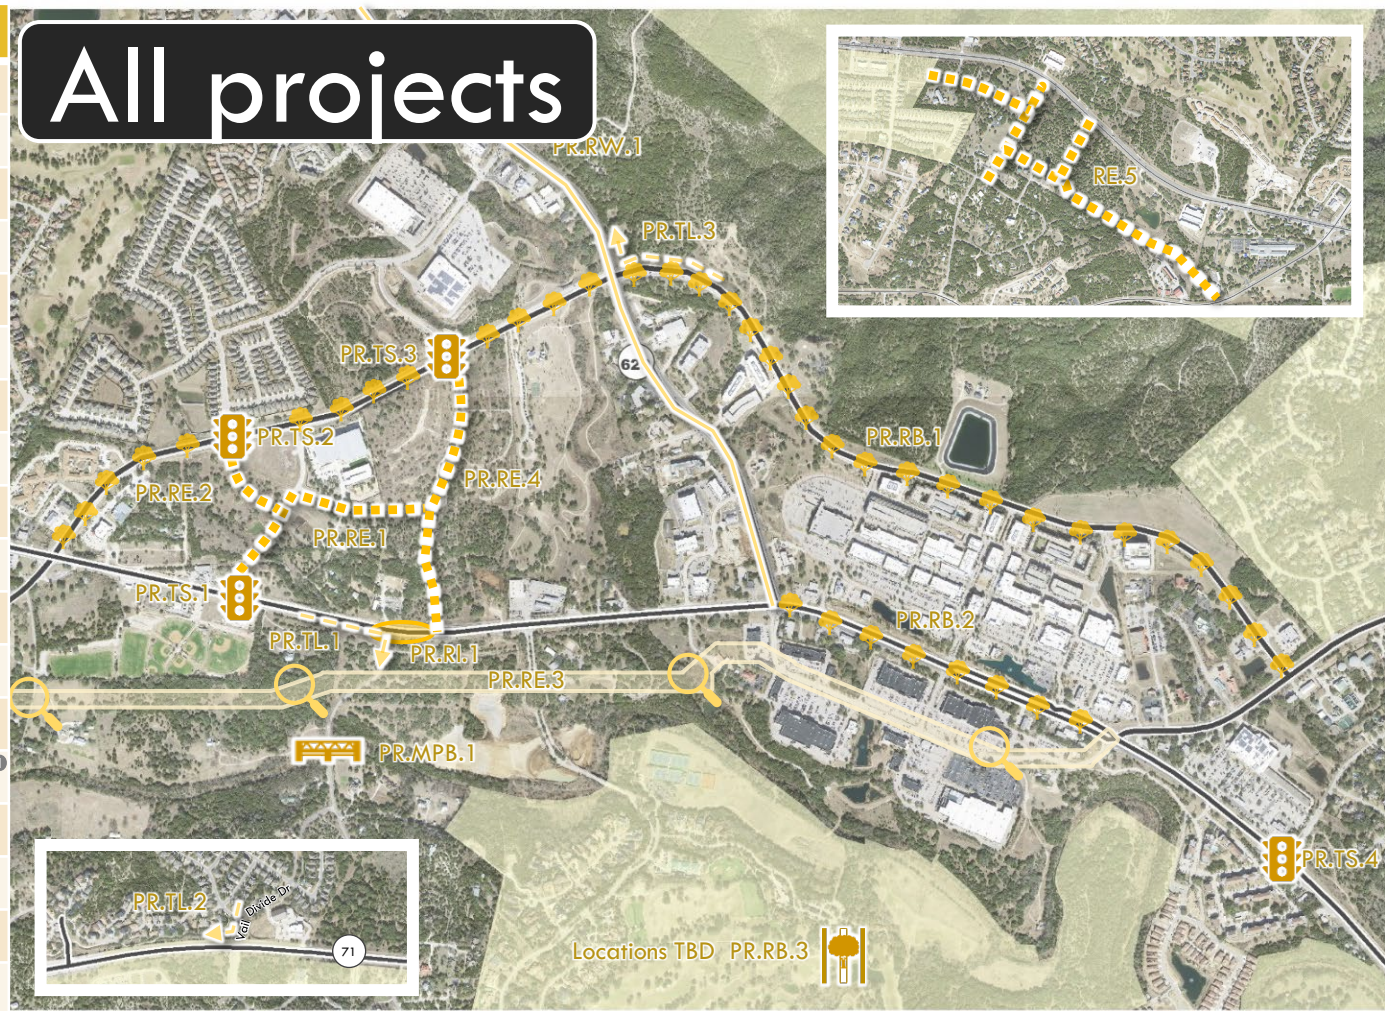 All projects
PR.RW.1
RE.5
PR.TL.3
PR.TS.3
62
PR.TS.2
PR.RB.1
PR.RE.2
PR.RE.4
PR.RE.1
PR.TS.1
PR.RB.2
PR.TL.1
PR.RI.1
PR.RE.3
PR.MPB.1
PR.TS.4
PR.TL.2
Vail Divide Dr
71
Locations TBD PR.RB.3